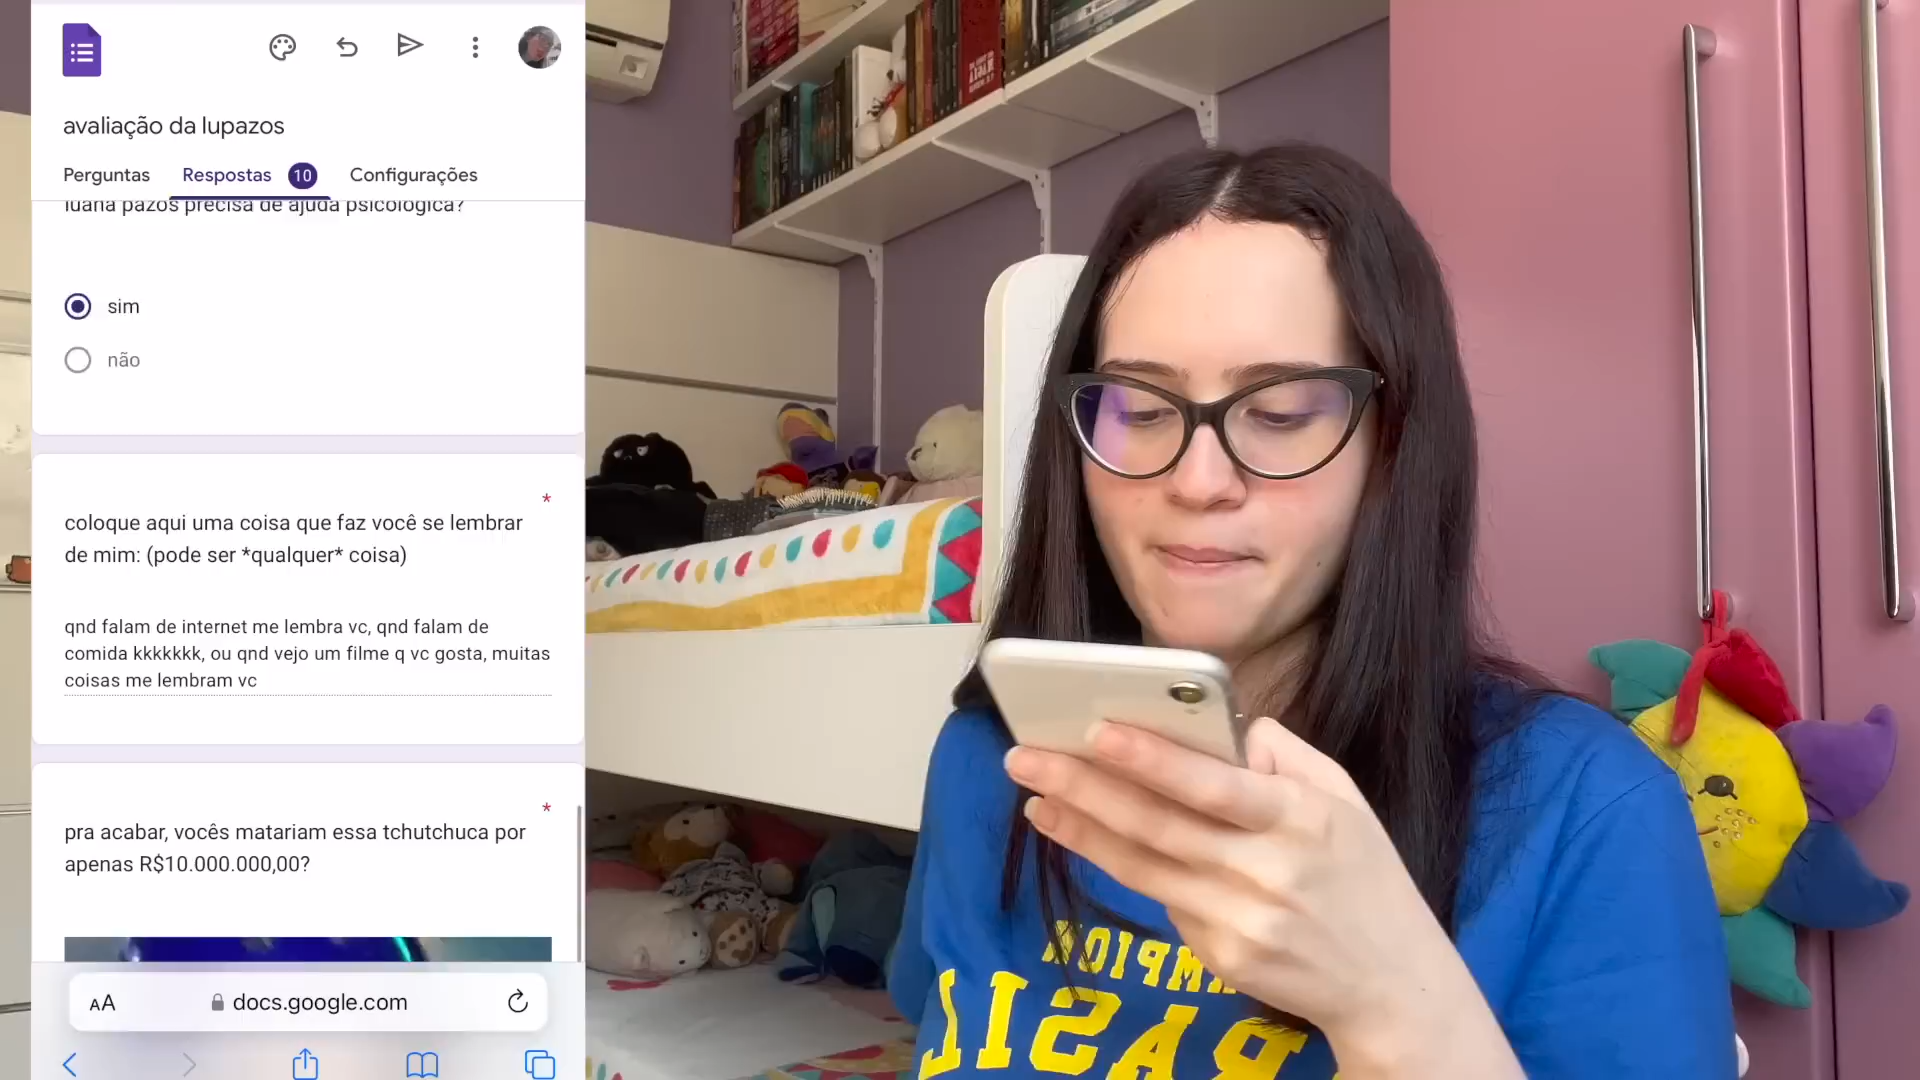 avaliação da lupazos
Perguntas Respostas 10 Configurações
luana pazos precisa de ajuda psicológica?
sim
não
*
coloque aqui uma coisa que faz você se lembrar
de mim: (pode ser *qualquer* coisa)
qnd falam de internet me lembra vc, qnd falam de
comida kkkkkkk, ou qnd vejo um filme q vc gosta, muitas
coisas me lembram vc
*
pra acabar, vocês matariam essa tchutchuca por
apenas R$10.000.000,00?
AA docs.google.com
BRASIL